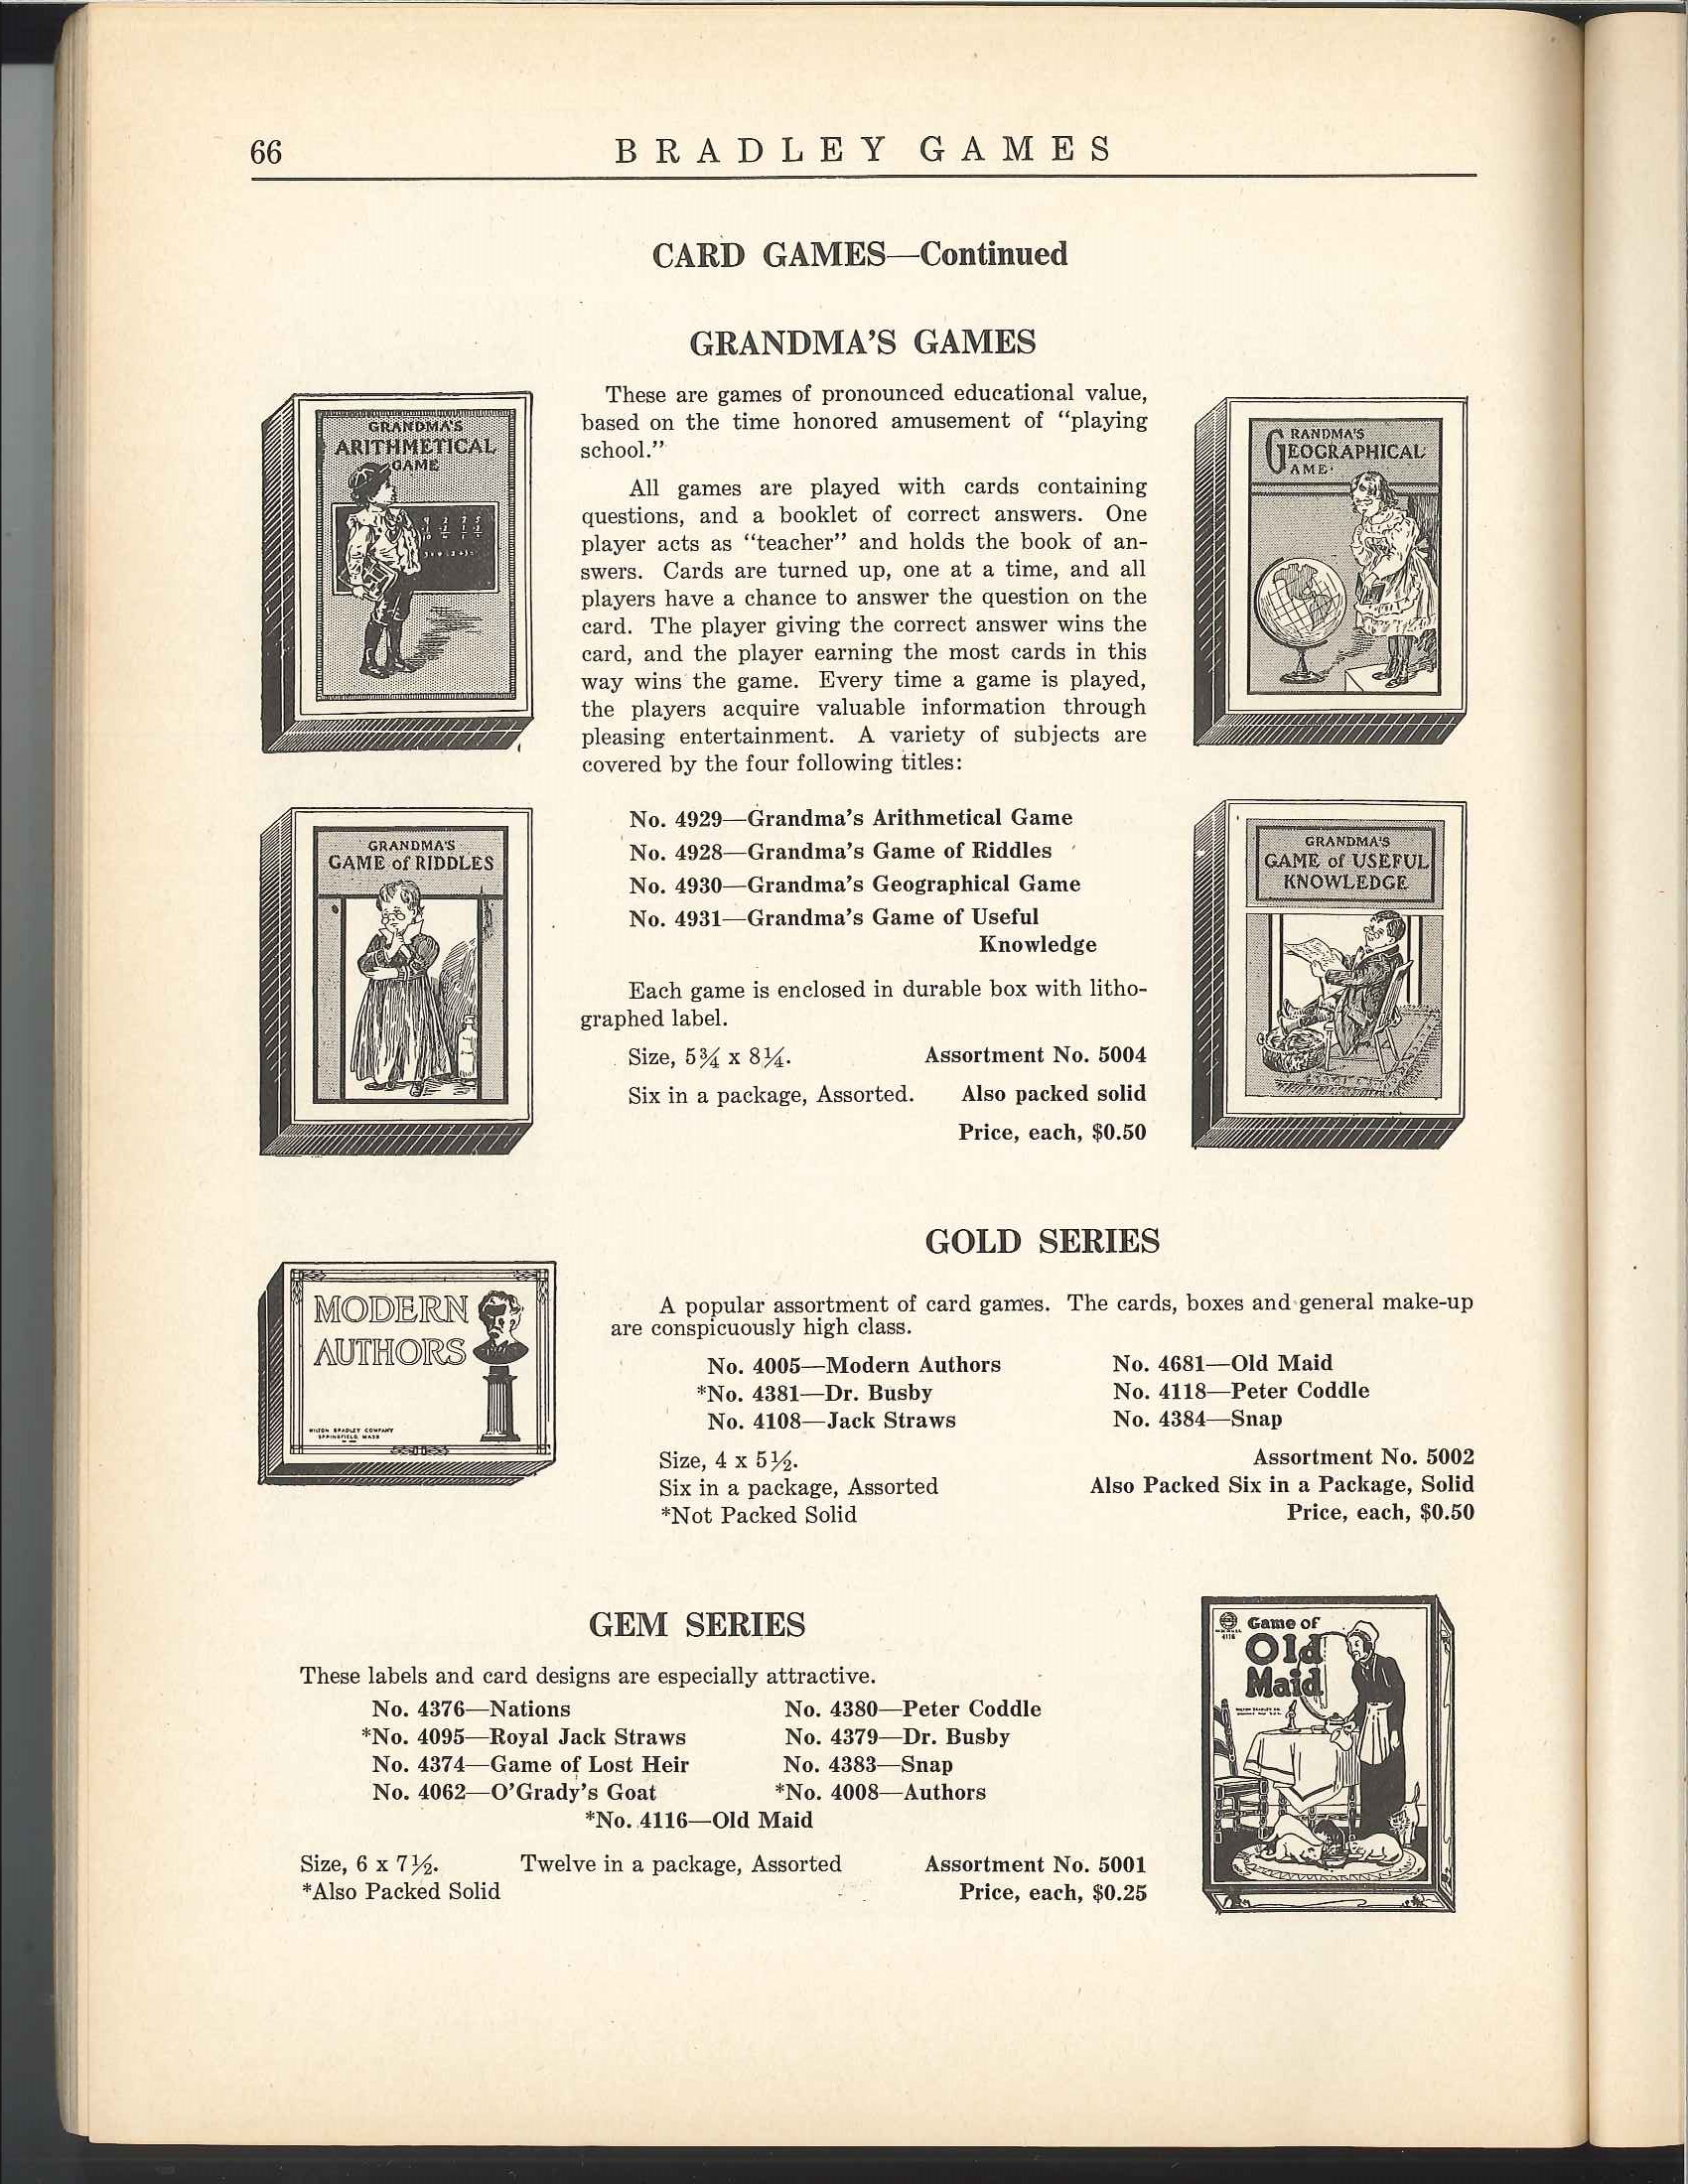 66
BRADLEY GAMES
CARD GAMES—Continued
GRANDMA'S GAMES
These are games of pronounced educational value,
based on the time honored amusement of "playing
school."
All games are played with cards containing
questions, and a booklet of correct answers. One
player acts as "teacher" and holds the book of an-
swers. Cards are turned up, one at a time, and all
players have a chance to answer the question on the
card. The player giving the correct answer wins the
card, and the player earning the most cards in this
way wins the game. Every time a game is played,
the players acquire valuable information through
pleasing entertainment. A variety of subjects are
covered by the four following titles:
GRANDMA'S
ARITHMETICAL
GAME
GRANDMA'S
GEOGRAPHICAL
GAME
GRANDMA'S
GAME of RIDDLES
GRANDMA'S
GAME of USEFUL
KNOWLEDGE
No. 4929—Grandma's Arithmetical Game
No. 4928—Grandma's Game of Riddles
No. 4930—Grandma's Geographical Game
No. 4931—Grandma's Game of Useful
Knowledge
Each game is enclosed in durable box with litho-
graphed label.
Size, 5¾ x 8¼. Assortment No. 5004
Six in a package, Assorted. Also packed solid
Price, each, $0.50
GOLD SERIES
MODERN
AUTHORS
MILTON BRADLEY COMPANY
SPRINGFIELD, MASS
A popular assortment of card games. The cards, boxes and general make-up
are conspicuously high class.
No. 4005—Modern Authors No. 4681—Old Maid
*No. 4381—Dr. Busby No. 4118—Peter Coddle
No. 4108—Jack Straws No. 4384—Snap
Size, 4 x 5½. Assortment No. 5002
Six in a package, Assorted Also Packed Six in a Package, Solid
*Not Packed Solid Price, each, $0.50
GEM SERIES
These labels and card designs are especially attractive.
No. 4376—Nations No. 4380—Peter Coddle
*No. 4095—Royal Jack Straws No. 4379—Dr. Busby
No. 4374—Game of Lost Heir No. 4383—Snap
No. 4062—O'Grady's Goat *No. 4008—Authors
*No. 4116—Old Maid
Size, 6 x 7½. Twelve in a package, Assorted Assortment No. 5001
*Also Packed Solid Price, each, $0.25
4116
Game of
Old
Maid